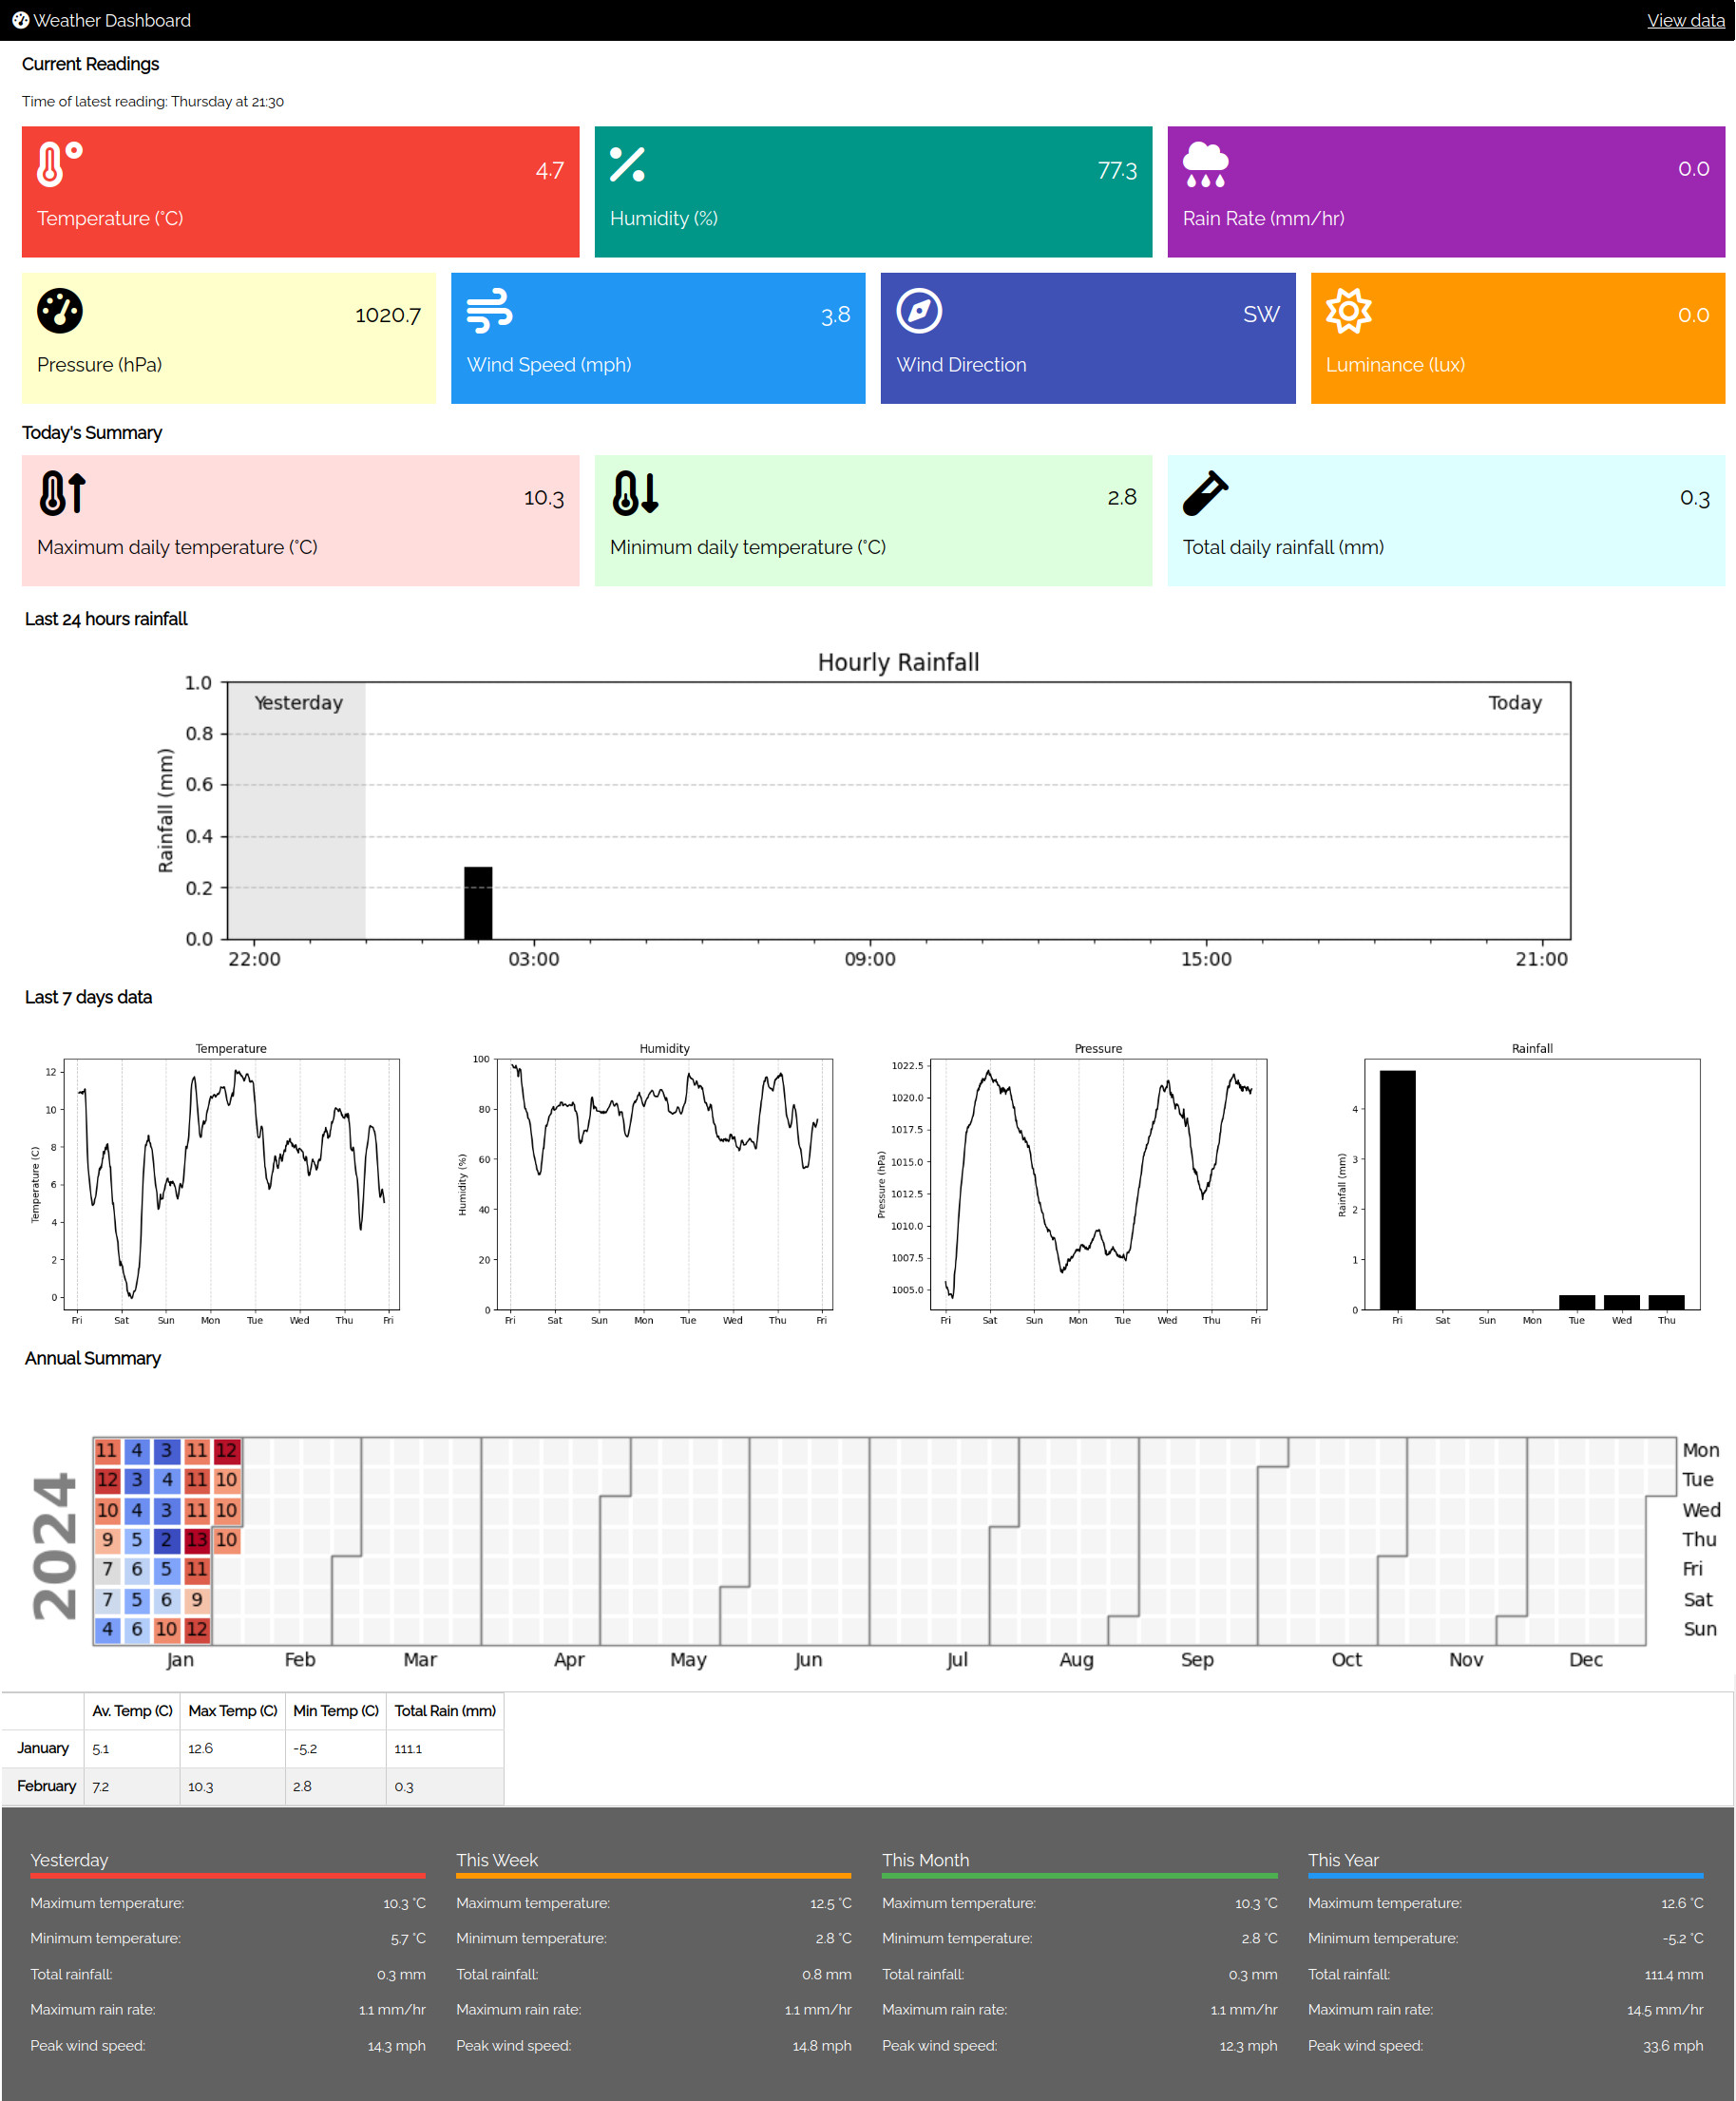 Weather Dashboard View data
Current Readings
Time of latest reading: Thursday at 21:30
4.7 77.3 0.0
Temperature (°C) Humidity (%) Rain Rate (mm/hr)
1020.7 3.8 SW 0.0
Pressure (hPa) Wind Speed (mph) Wind Direction Luminance (lux)
Today's Summary
10.3 2.8 0.3
Maximum daily temperature (°C) Minimum daily temperature (°C) Total daily rainfall (mm)
Last 24 hours rainfall
Hourly Rainfall
Yesterday Today
Rainfall (mm)
1.0
0.8
0.6
0.4
0.2
0.0
22:00 03:00 09:00 15:00 21:00
Last 7 days data
Temperature
Temperature (C)
12
10
8
6
4
2
0
Fri Sat Sun Mon Tue Wed Thu Fri
Humidity
Humidity (%)
100
80
60
40
20
0
Fri Sat Sun Mon Tue Wed Thu Fri
Pressure
Pressure (hPa)
1022.5
1020.0
1017.5
1015.0
1012.5
1010.0
1007.5
1005.0
Fri Sat Sun Mon Tue Wed Thu Fri
Rainfall
Rainfall (mm)
4
3
2
1
0
Fri Sat Sun Mon Tue Wed Thu
Annual Summary
2024
11 4 3 11 12 Mon
12 3 4 11 10 Tue
10 4 3 11 10 Wed
9 5 2 13 10 Thu
7 6 5 11 Fri
7 5 6 9 Sat
4 6 10 12 Sun
Jan Feb Mar Apr May Jun Jul Aug Sep Oct Nov Dec
Av. Temp (C) Max Temp (C) Min Temp (C) Total Rain (mm)
January 5.1 12.6 -5.2 111.1
February 7.2 10.3 2.8 0.3
Yesterday
Maximum temperature: 10.3 °C
Minimum temperature: 5.7 °C
Total rainfall: 0.3 mm
Maximum rain rate: 1.1 mm/hr
Peak wind speed: 14.3 mph
This Week
Maximum temperature: 12.5 °C
Minimum temperature: 2.8 °C
Total rainfall: 0.8 mm
Maximum rain rate: 1.1 mm/hr
Peak wind speed: 14.8 mph
This Month
Maximum temperature: 10.3 °C
Minimum temperature: 2.8 °C
Total rainfall: 0.3 mm
Maximum rain rate: 1.1 mm/hr
Peak wind speed: 12.3 mph
This Year
Maximum temperature: 12.6 °C
Minimum temperature: -5.2 °C
Total rainfall: 111.4 mm
Maximum rain rate: 14.5 mm/hr
Peak wind speed: 33.6 mph